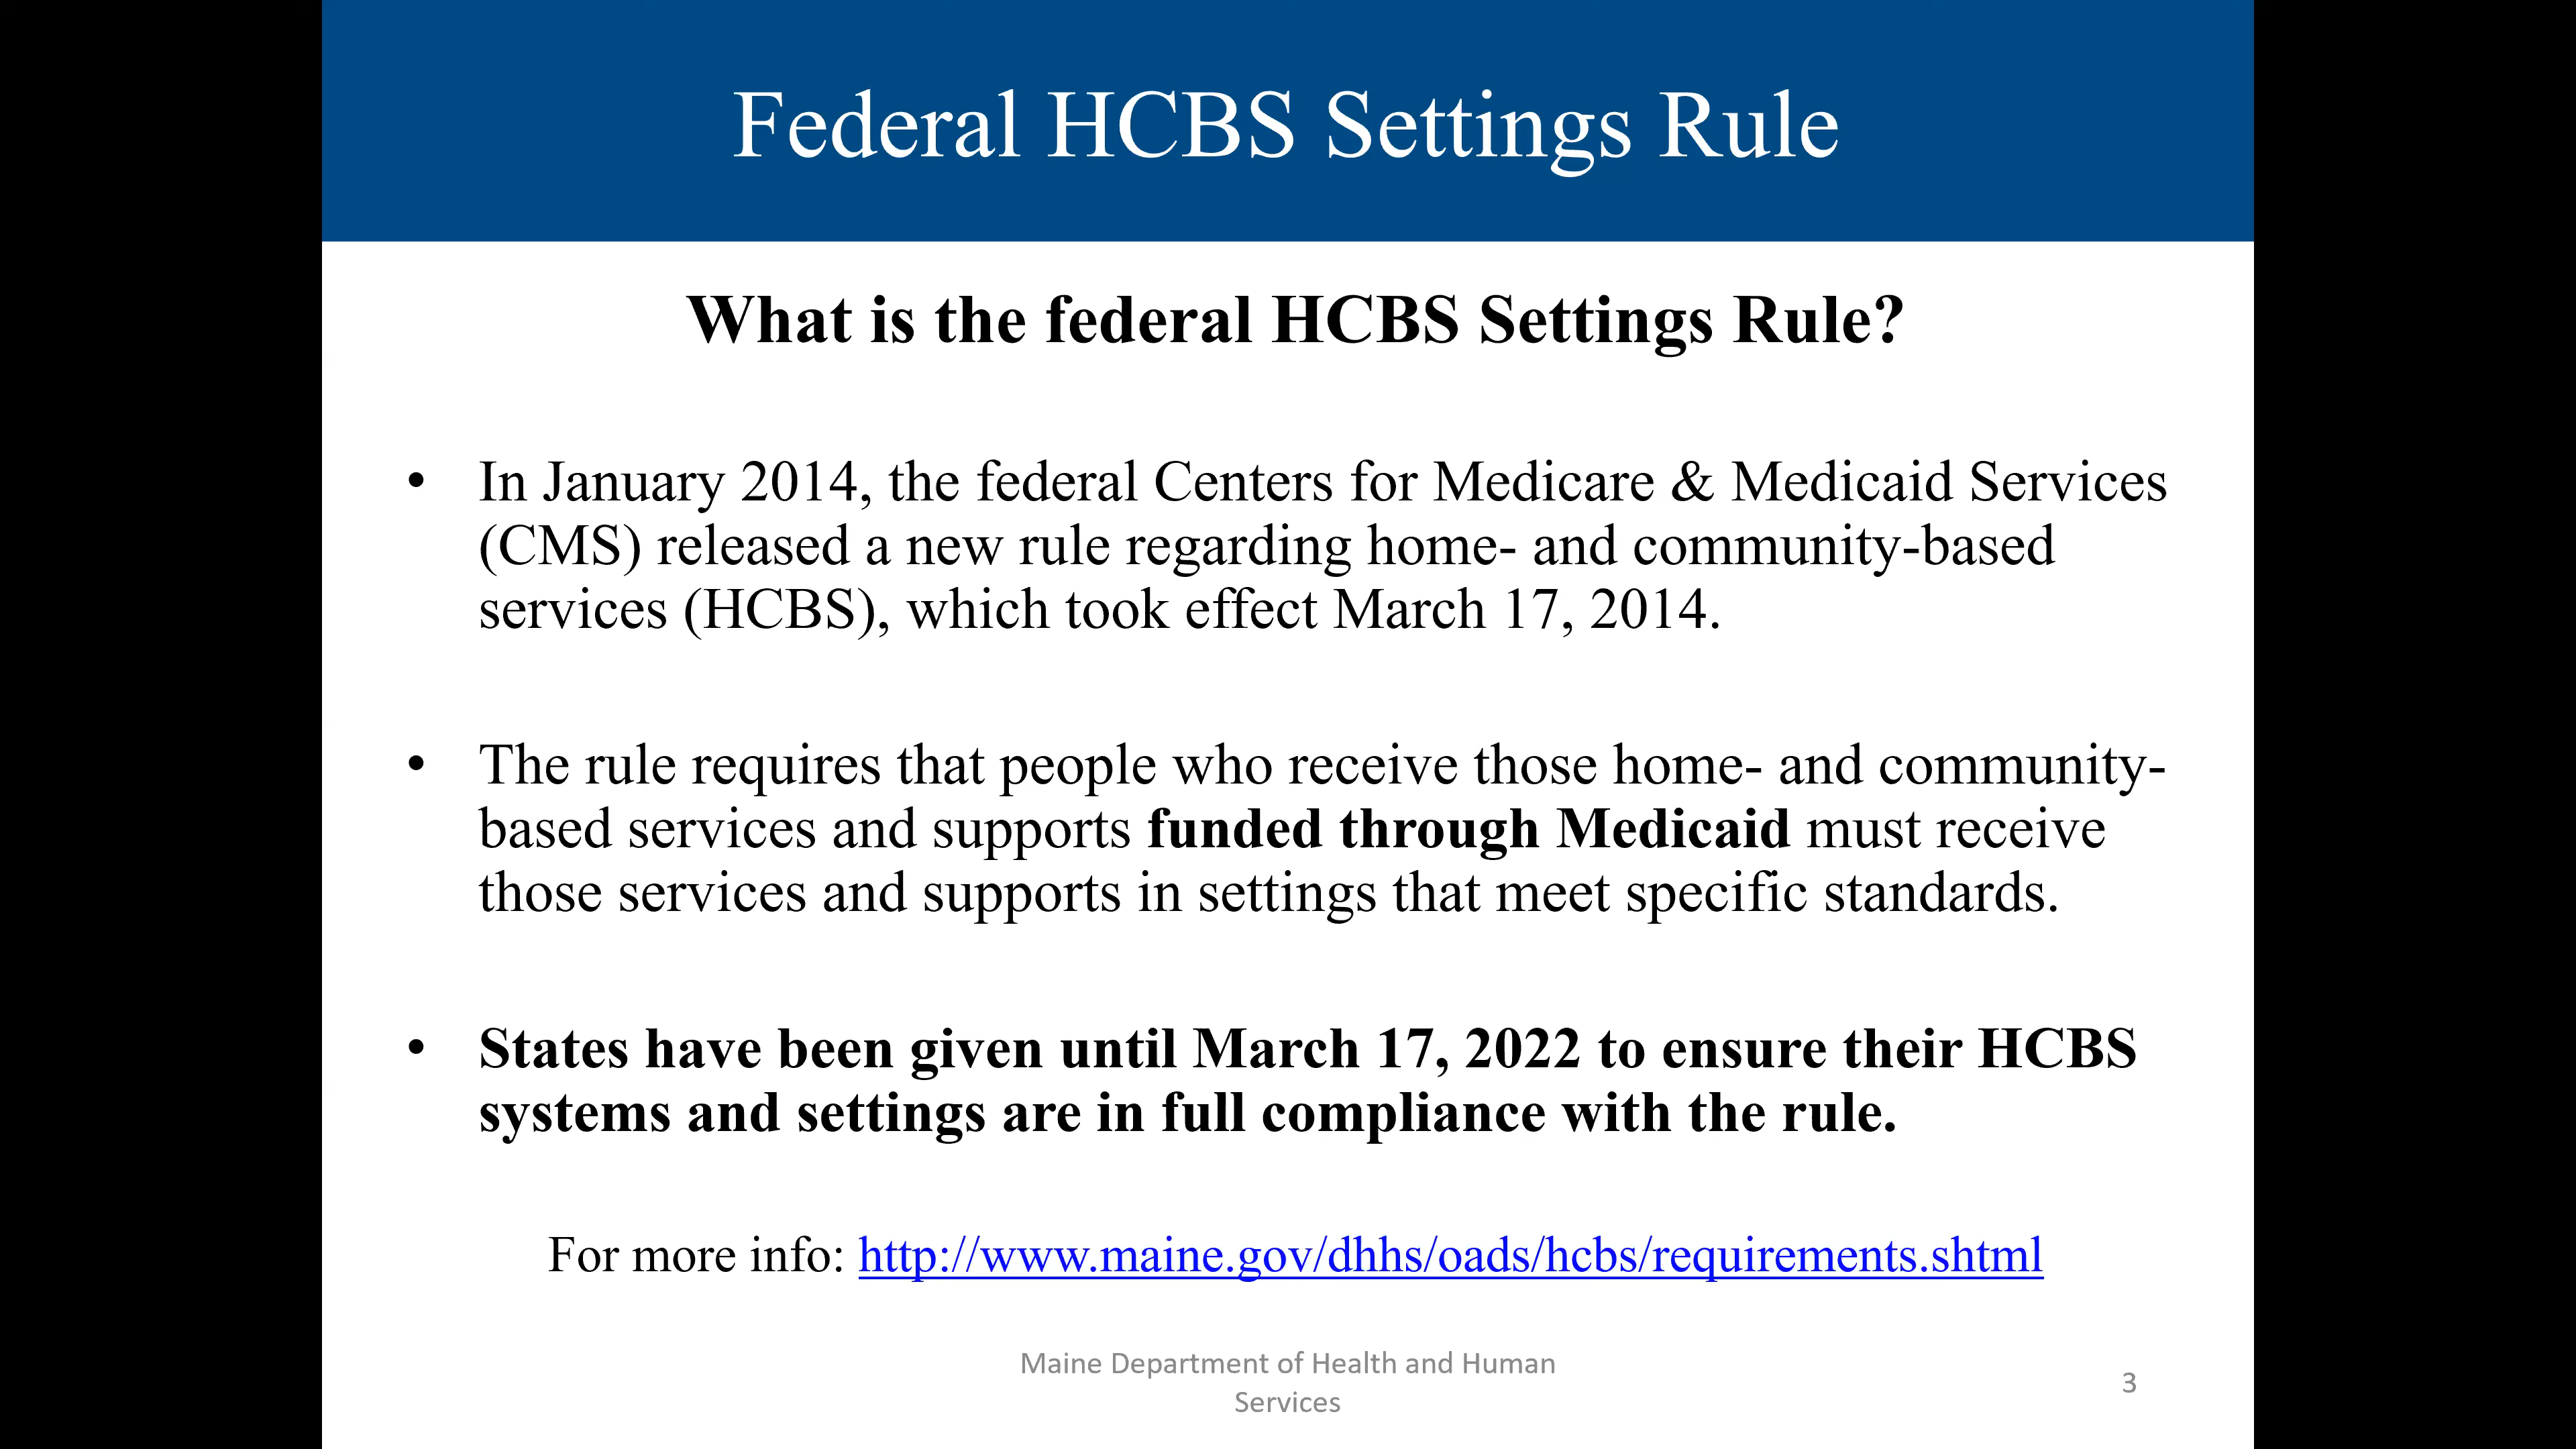 Federal HCBS Settings Rule
What is the federal HCBS Settings Rule?
• In January 2014, the federal Centers for Medicare & Medicaid Services
(CMS) released a new rule regarding home- and community-based
services (HCBS), which took effect March 17, 2014.
• The rule requires that people who receive those home- and community-
based services and supports funded through Medicaid must receive
those services and supports in settings that meet specific standards.
• States have been given until March 17, 2022 to ensure their HCBS
systems and settings are in full compliance with the rule.
For more info: http://www.maine.gov/dhhs/oads/hcbs/requirements.shtml
Maine Department of Health and Human
Services
3